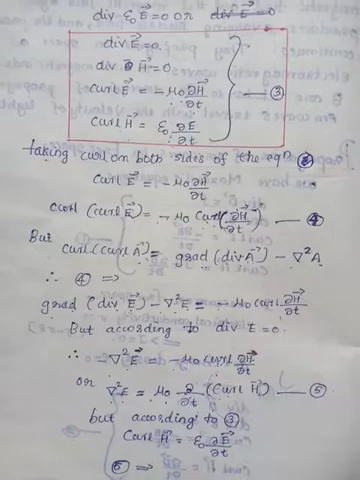 div ε₀E⃗ = 0 or div E⃗ = 0
div E⃗ = 0.
div H⃗ = 0
curl E⃗ = -μ₀ ∂H⃗/∂t
curl H⃗ = ε₀ ∂E/∂t — ③
taking curl on both sides of the eqn ③
curl E⃗ = -μ₀ ∂H⃗/∂t
curl (curl E⃗) = -μ₀ curl (∂H⃗/∂t) — ④
But curl (curl A⃗) = grad (div A⃗) - ∇²A
∴ ④ ⇒
grad (div E⃗) - ∇²E = -μ₀ curl ∂H⃗/∂t
But according to div E = 0.
∴ -∇²E⃗ = -μ₀ curl ∂H⃗/∂t
or ∇²E = μ₀ ∂/∂t (curl H⃗) — ⑤
but according to ③
curl H⃗ = ε₀ ∂E⃗/∂t
⑤ ⇒